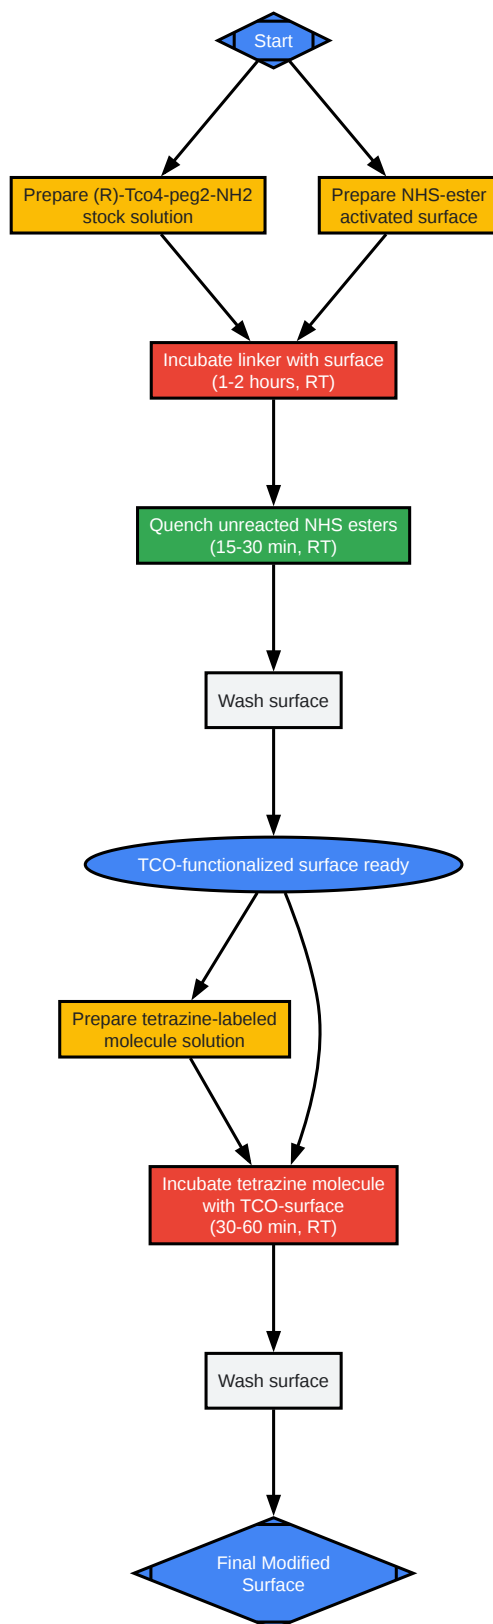 Start
Prepare (R)-Tco4-peg2-NH2
stock solution
Prepare NHS-ester
activated surface
Incubate linker with surface
(1-2 hours, RT)
Quench unreacted NHS esters
(15-30 min, RT)
Wash surface
TCO-functionalized surface ready
Prepare tetrazine-labeled
molecule solution
Incubate tetrazine molecule
with TCO-surface
(30-60 min, RT)
Wash surface
Final Modified
Surface